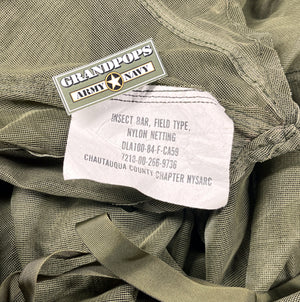 GRANDPOPS
ARMY NAVY
INSECT BAR, FIELD TYPE,
NYLON NETTING
DLA100-84-F-CA59
7210-00-266-9736
CHAUTAUQUA COUNTY CHAPTER NYSARC